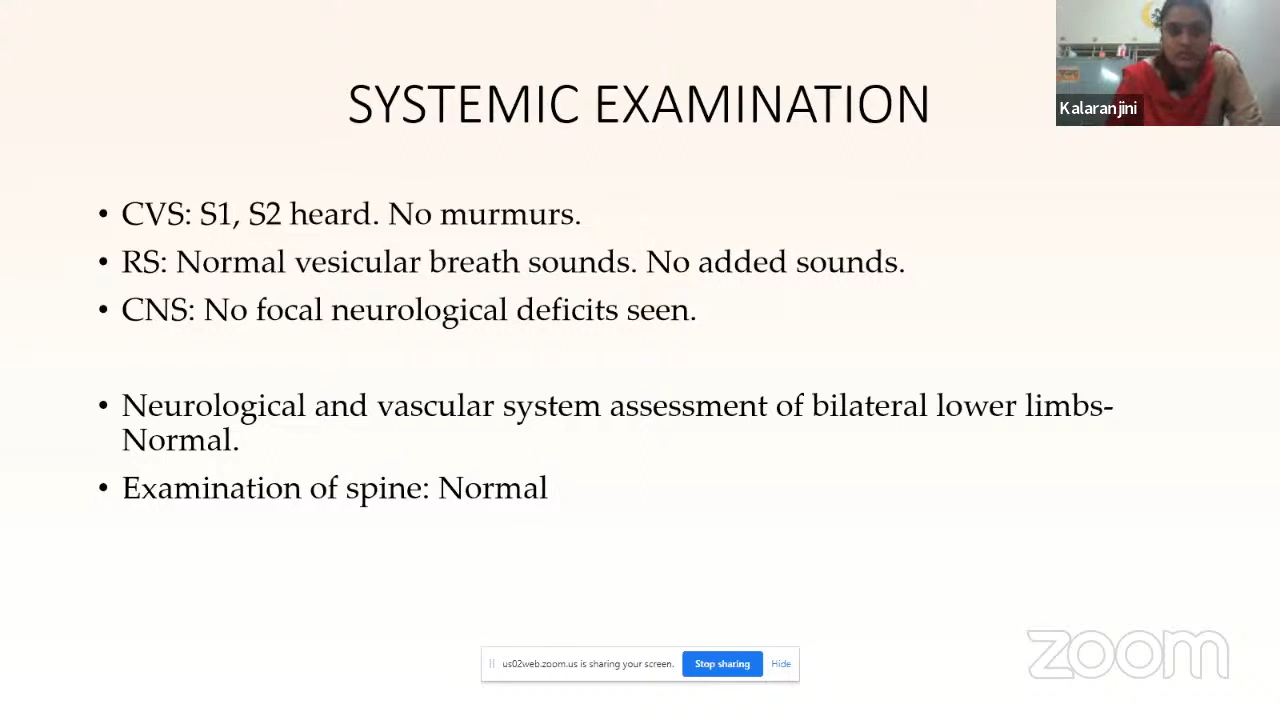 SYSTEMIC EXAMINATION
Kalaranjini
• CVS: S1, S2 heard. No murmurs.
• RS: Normal vesicular breath sounds. No added sounds.
• CNS: No focal neurological deficits seen.
• Neurological and vascular system assessment of bilateral lower limbs-
Normal.
• Examination of spine: Normal
us02web.zoom.us is sharing your screen. Stop sharing Hide
zoom